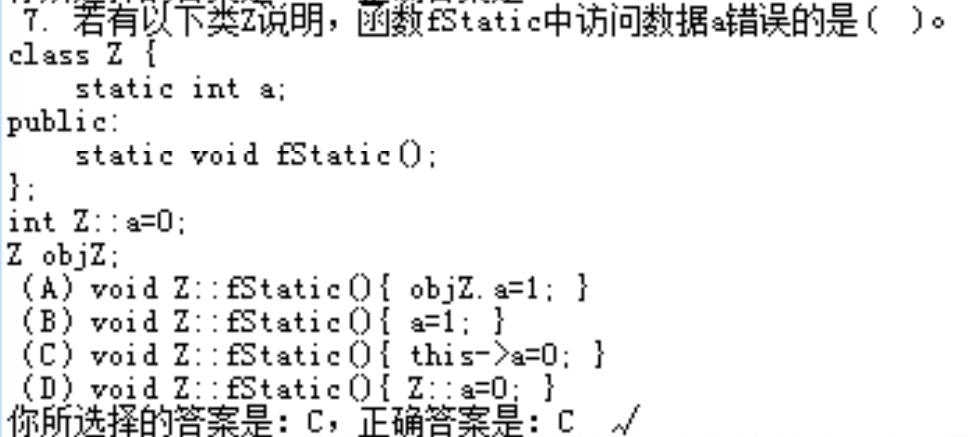 7. 若有以下类Z说明，函数fStatic中访问数据a错误的是( )。
class Z {
    static int a;
public:
    static void fStatic();
};
int Z::a=0;
Z objZ;
(A) void Z::fStatic(){ objZ.a=1; }
(B) void Z::fStatic(){ a=1; }
(C) void Z::fStatic(){ this->a=0; }
(D) void Z::fStatic(){ Z::a=0; }
你所选择的答案是：C，正确答案是：C √